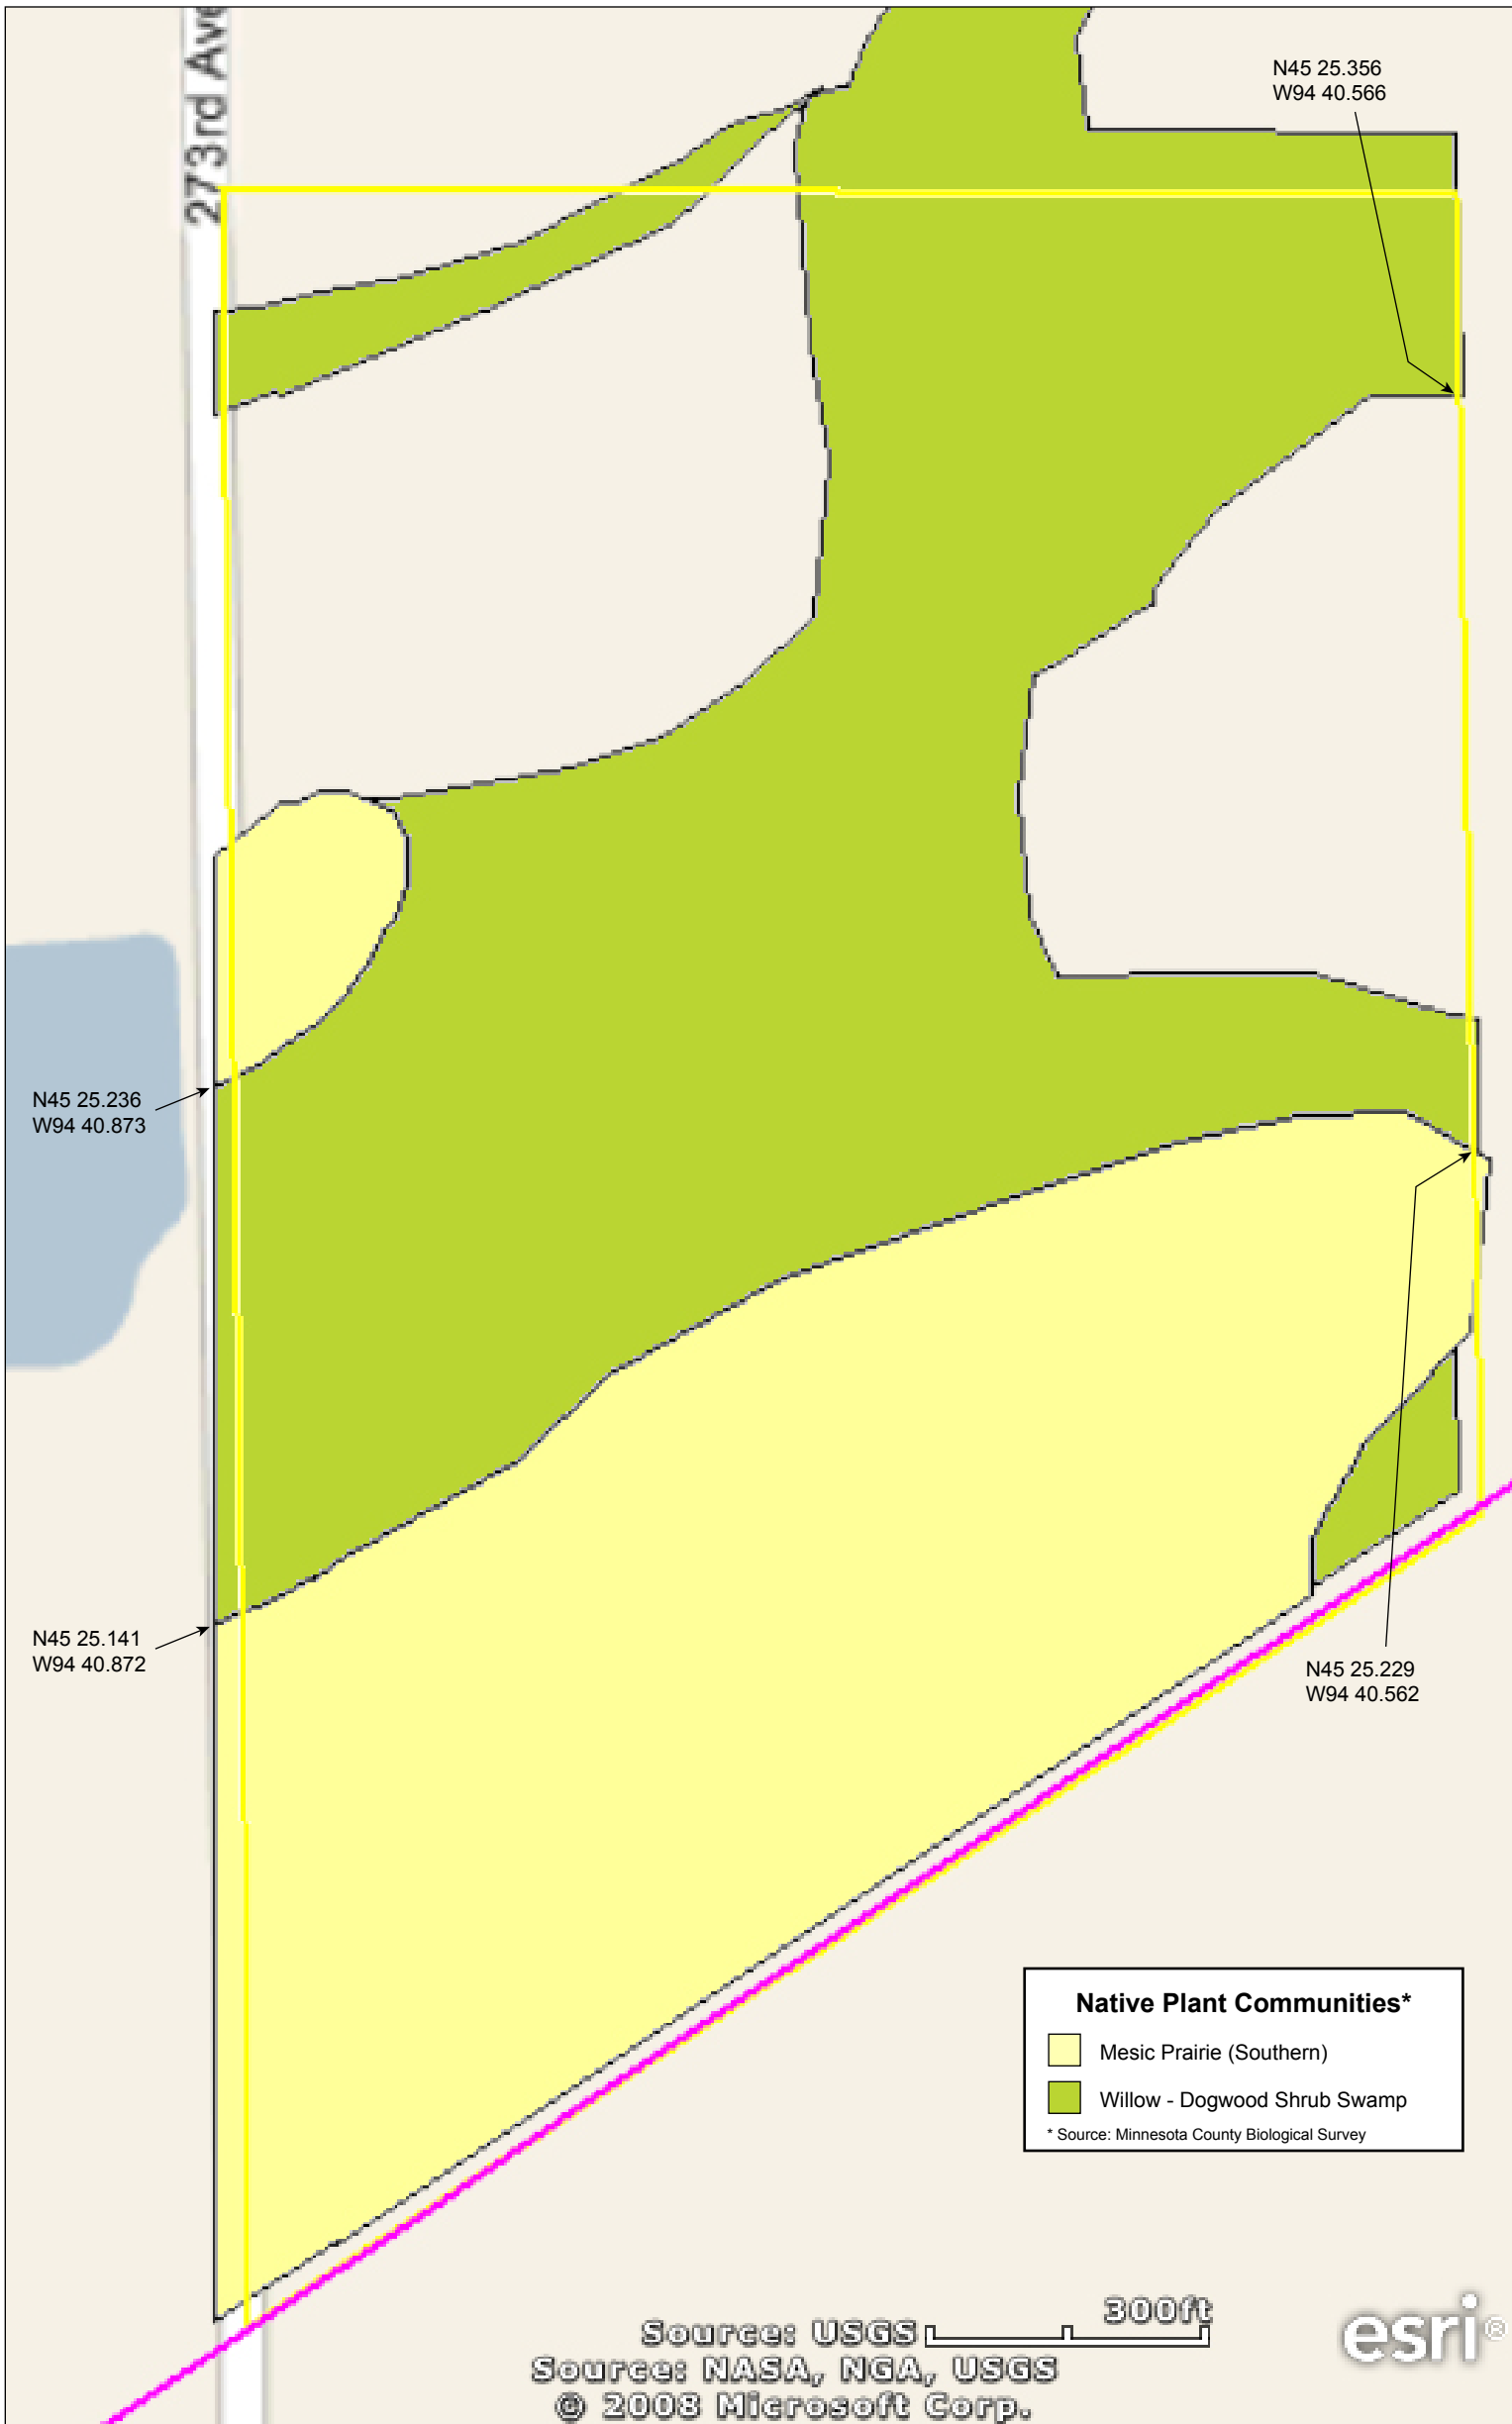 273rd Ave
N45 25.356
W94 40.566
N45 25.236
W94 40.873
N45 25.141
W94 40.872
N45 25.229
W94 40.562
Native Plant Communities*
Mesic Prairie (Southern)
Willow - Dogwood Shrub Swamp
* Source: Minnesota County Biological Survey
300ft
Source: USGS
Source: NASA, NGA, USGS
© 2008 Microsoft Corp.
esri®